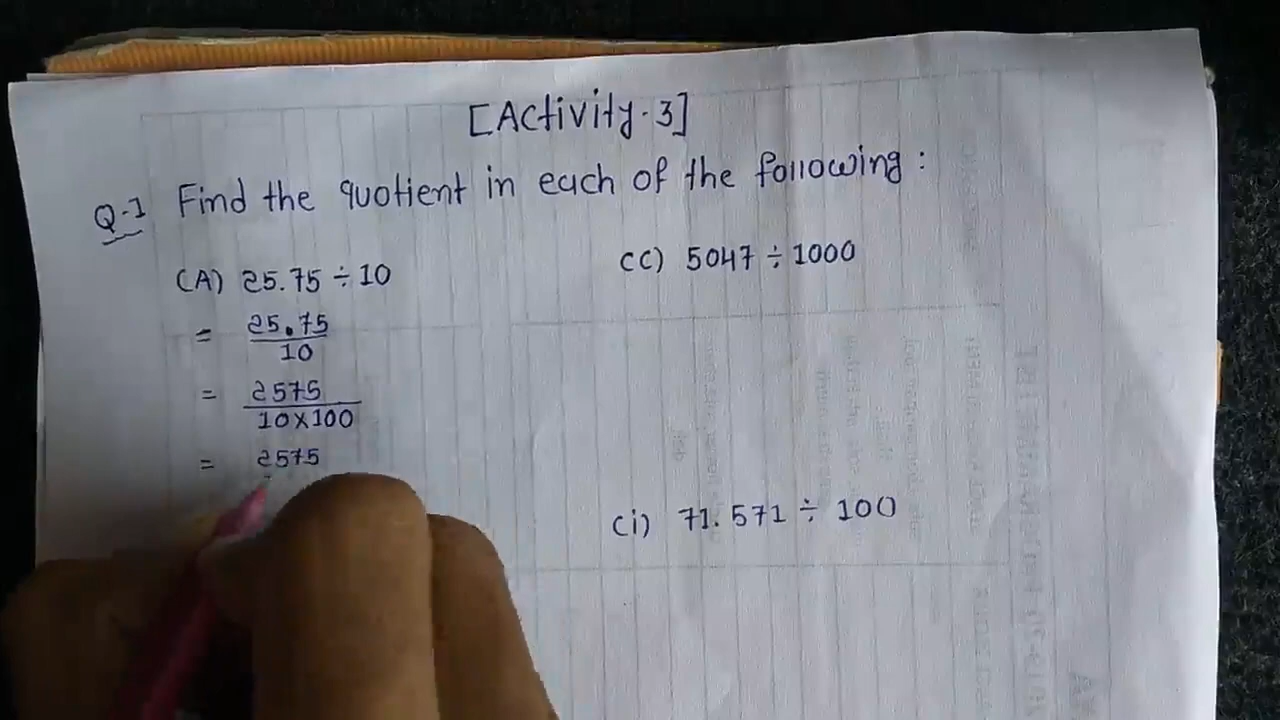 [Activity-3]
Q-1 Find the quotient in each of the following:
(A) 25.75 ÷ 10
= 25.75
10
= 2575
10×100
= 2575
(C) 5047 ÷ 1000
(i) 71.571 ÷ 100